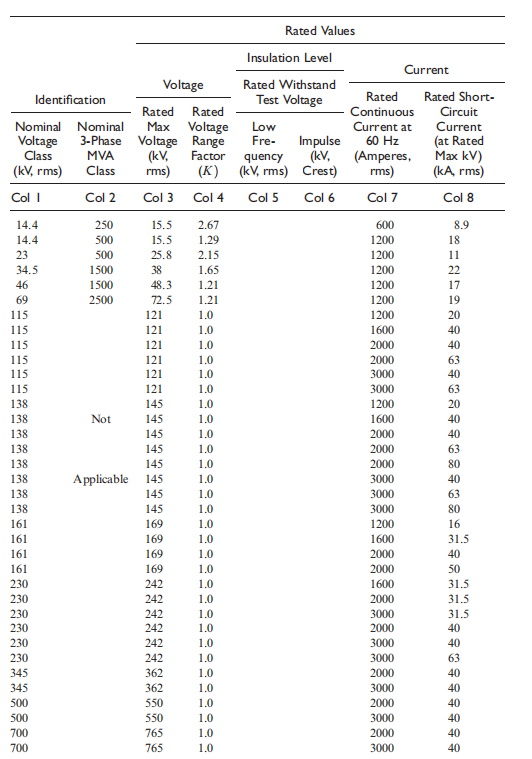 Rated Values
Insulation Level
Current
Voltage
Rated Withstand
Test Voltage
Identification
Rated
Continuous
Current at
60 Hz
(Amperes,
rms)
Rated Short-
Circuit
Current
(at Rated
Max kV)
(kA, rms)
Nominal
Voltage
Class
(kV, rms)
Nominal
3-Phase
MVA
Class
Rated
Max
Voltage
(kV,
rms)
Rated
Voltage
Range
Factor
(K)
Low
Fre-
quency
(kV, rms)
Impulse
(kV,
Crest)
Col 1 Col 2 Col 3 Col 4 Col 5 Col 6 Col 7 Col 8
14.4 250 15.5 2.67 600 8.9
14.4 500 15.5 1.29 1200 18
23 500 25.8 2.15 1200 11
34.5 1500 38 1.65 1200 22
46 1500 48.3 1.21 1200 17
69 2500 72.5 1.21 1200 19
115 121 1.0 1200 20
115 121 1.0 1600 40
115 121 1.0 2000 40
115 121 1.0 2000 63
115 121 1.0 3000 40
115 121 1.0 3000 63
138 145 1.0 1200 20
138 Not 145 1.0 1600 40
138 145 1.0 2000 40
138 145 1.0 2000 63
138 145 1.0 2000 80
138 Applicable 145 1.0 3000 40
138 145 1.0 3000 63
138 145 1.0 3000 80
161 169 1.0 1200 16
161 169 1.0 1600 31.5
161 169 1.0 2000 40
161 169 1.0 2000 50
230 242 1.0 1600 31.5
230 242 1.0 2000 31.5
230 242 1.0 3000 31.5
230 242 1.0 2000 40
230 242 1.0 3000 40
230 242 1.0 3000 63
345 362 1.0 2000 40
345 362 1.0 3000 40
500 550 1.0 2000 40
500 550 1.0 3000 40
700 765 1.0 2000 40
700 765 1.0 3000 40